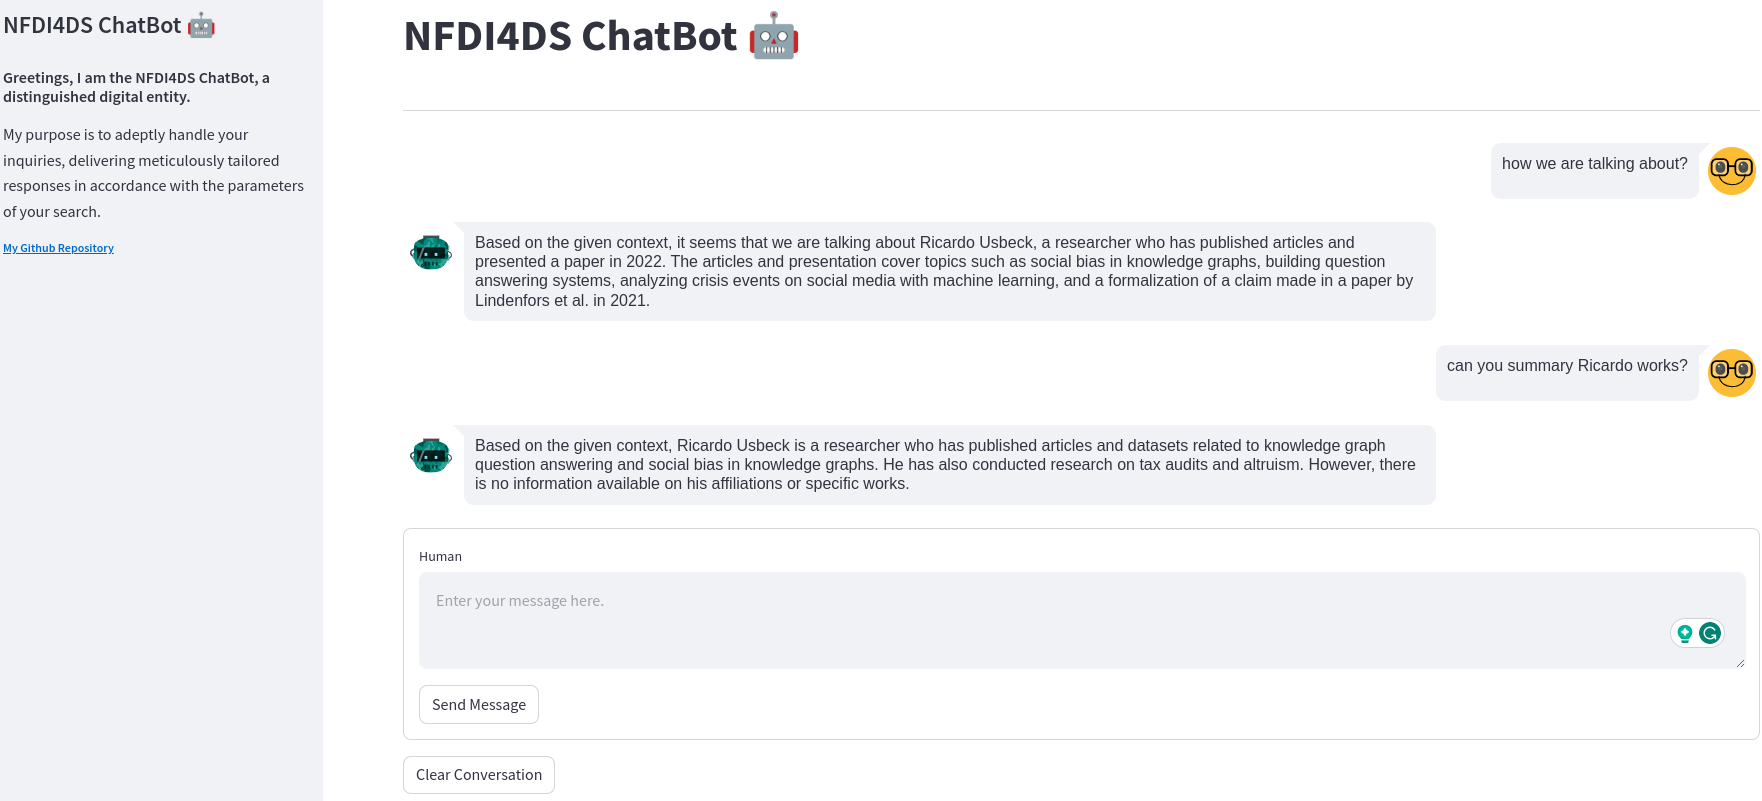 NFDI4DS ChatBot 🤖
Greetings, I am the NFDI4DS ChatBot, a
distinguished digital entity.
My purpose is to adeptly handle your
inquiries, delivering meticulously tailored
responses in accordance with the parameters
of your search.
My Github Repository
NFDI4DS ChatBot 🤖
how we are talking about?
Based on the given context, it seems that we are talking about Ricardo Usbeck, a researcher who has published articles and
presented a paper in 2022. The articles and presentation cover topics such as social bias in knowledge graphs, building question
answering systems, analyzing crisis events on social media with machine learning, and a formalization of a claim made in a paper by
Lindenfors et al. in 2021.
can you summary Ricardo works?
Based on the given context, Ricardo Usbeck is a researcher who has published articles and datasets related to knowledge graph
question answering and social bias in knowledge graphs. He has also conducted research on tax audits and altruism. However, there
is no information available on his affiliations or specific works.
Human
Enter your message here.
Send Message
Clear Conversation